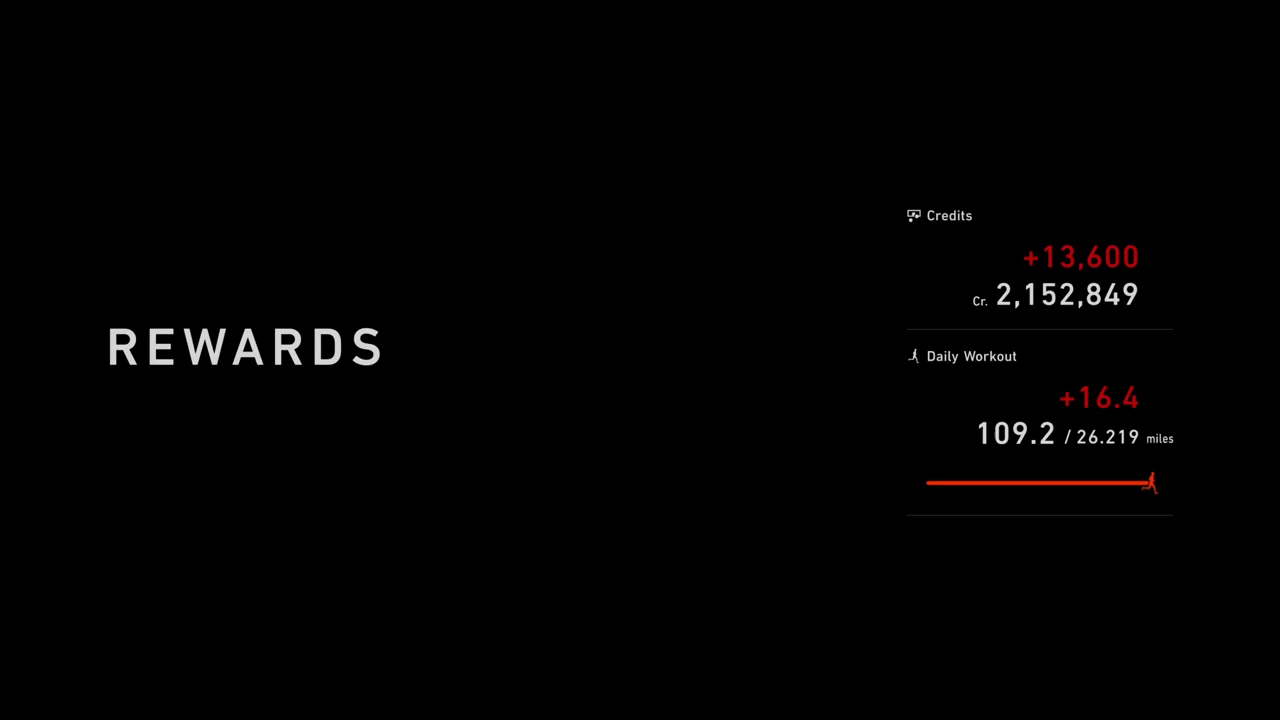 REWARDS
Credits
+13,600
Cr. 2,152,849
Daily Workout
+16.4
109.2 / 26.219 miles